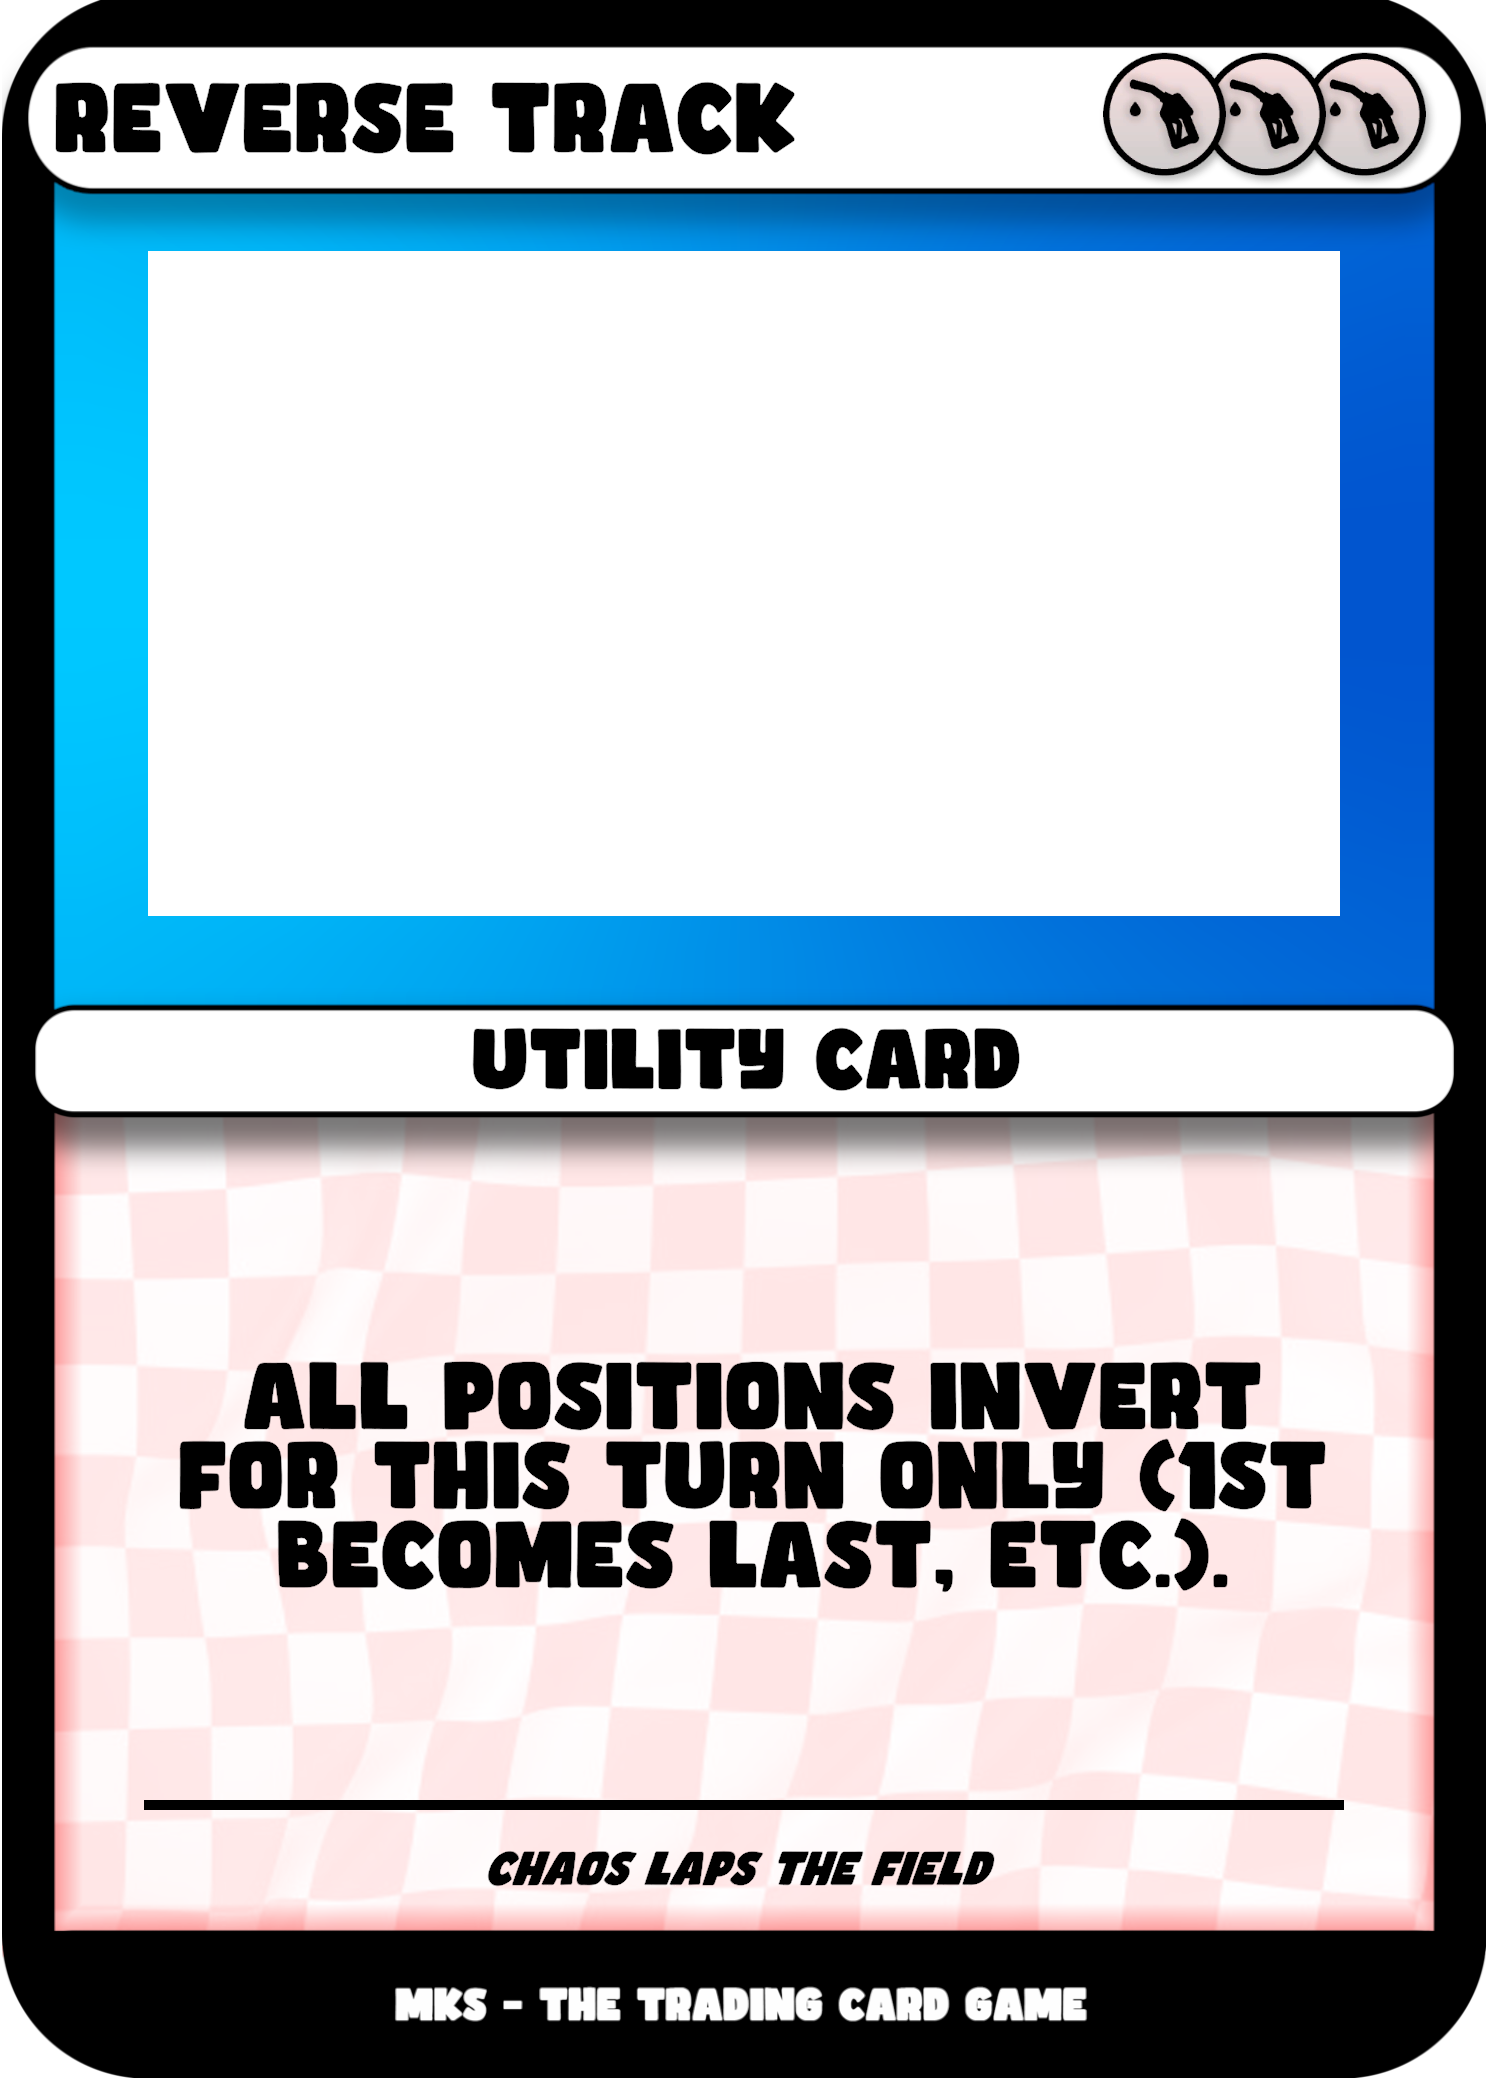 REVERSE TRACK
UTILITY CARD
ALL POSITIONS INVERT
FOR THIS TURN ONLY (1ST
BECOMES LAST, ETC.).
CHAOS LAPS THE FIELD
MKS - THE TRADING CARD GAME